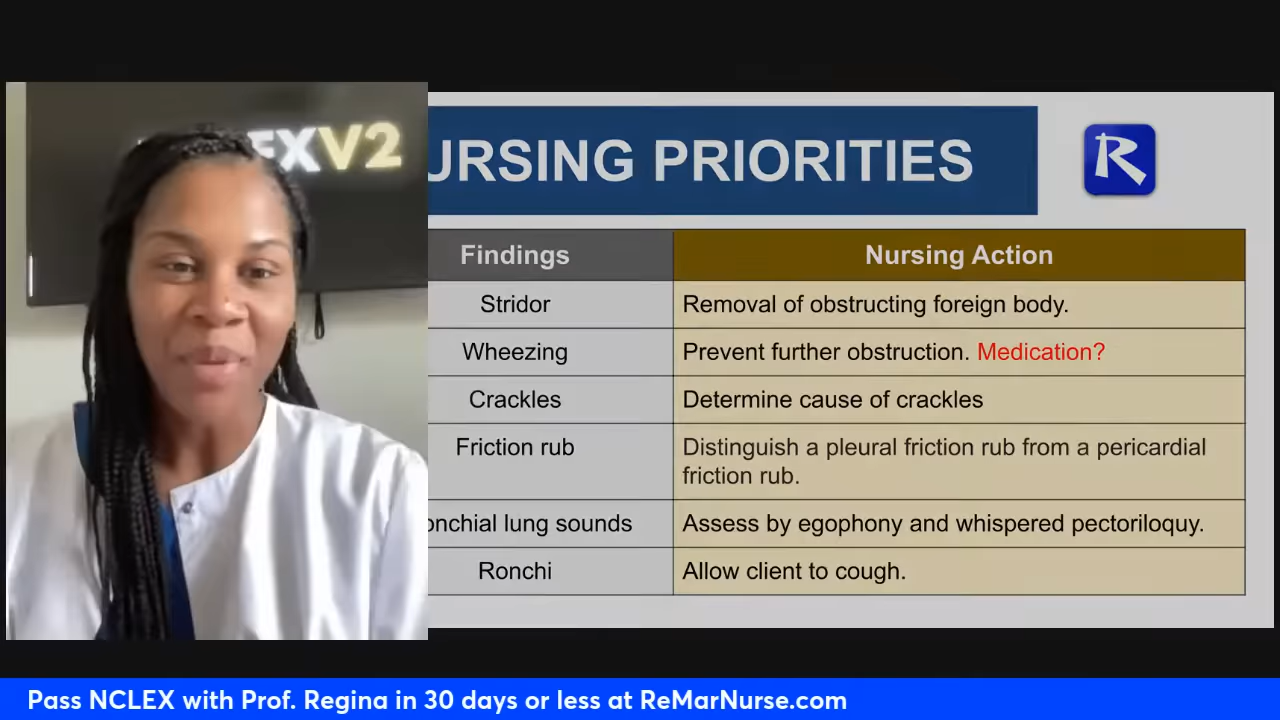 EXV2
URSING PRIORITIES
R
Findings
Nursing Action
Stridor
Removal of obstructing foreign body.
Wheezing
Prevent further obstruction. Medication?
Crackles
Determine cause of crackles
Friction rub
Distinguish a pleural friction rub from a pericardial
friction rub.
onchial lung sounds
Assess by egophony and whispered pectoriloquy.
Ronchi
Allow client to cough.
Pass NCLEX with Prof. Regina in 30 days or less at ReMarNurse.com